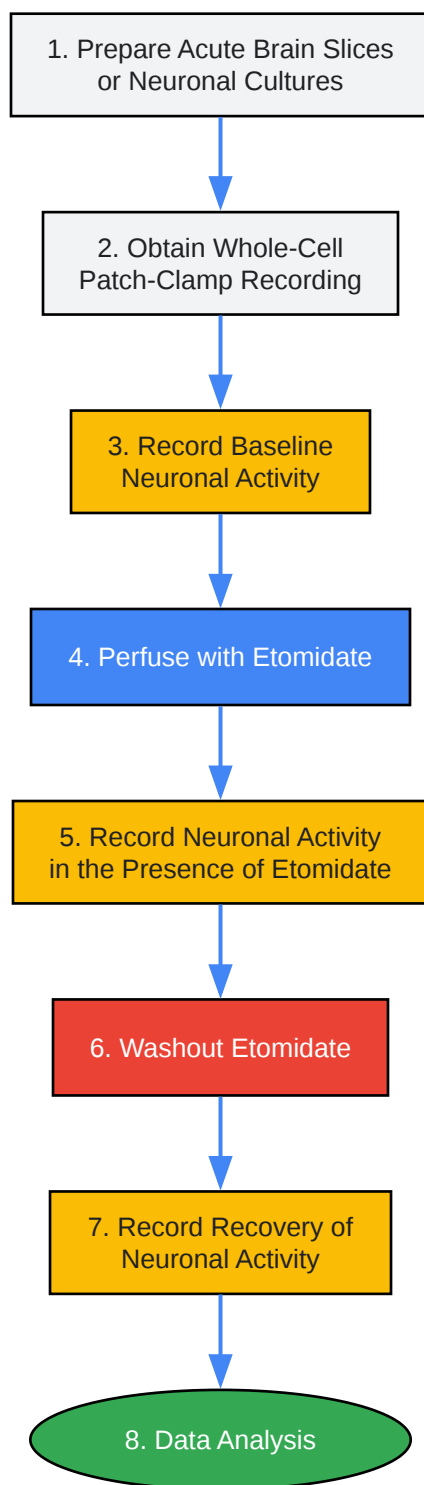 1. Prepare Acute Brain Slices
or Neuronal Cultures
2. Obtain Whole-Cell
Patch-Clamp Recording
3. Record Baseline
Neuronal Activity
4. Perfuse with Etomidate
5. Record Neuronal Activity
in the Presence of Etomidate
6. Washout Etomidate
7. Record Recovery of
Neuronal Activity
8. Data Analysis